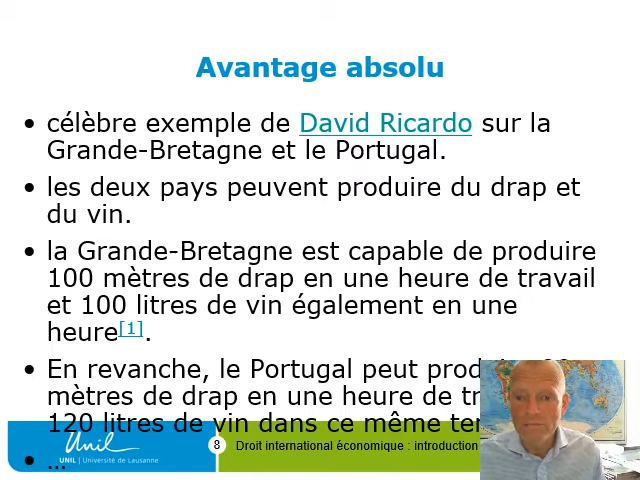 Avantage absolu
• célèbre exemple de David Ricardo sur la
Grande-Bretagne et le Portugal.
• les deux pays peuvent produire du drap et
du vin.
• la Grande-Bretagne est capable de produire
100 mètres de drap en une heure de travail
et 100 litres de vin également en une
heure[1].
• En revanche, le Portugal peut
mètres de drap en une heure de
120 litres de vin dans ce même
Unil
UNIL | Université de Lausanne
8
Droit international économique : introduction
• ...